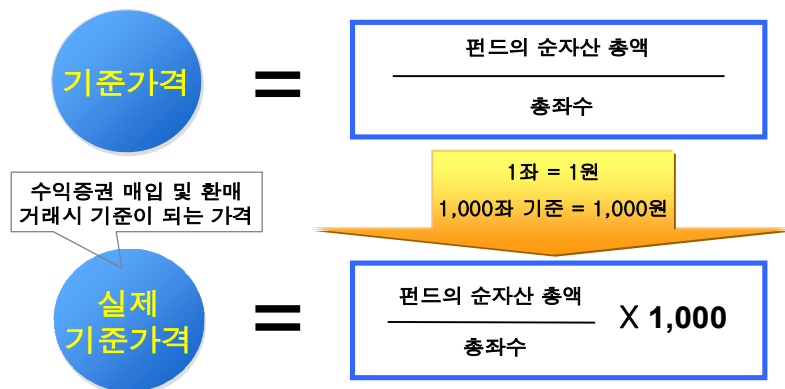 기준가격
=
펀드의 순자산 총액
총좌수
1좌 = 1원
1,000좌 기준 = 1,000원
수익증권 매입 및 환매
거래시 기준이 되는 가격
실제
기준가격
=
펀드의 순자산 총액
총좌수
X 1,000